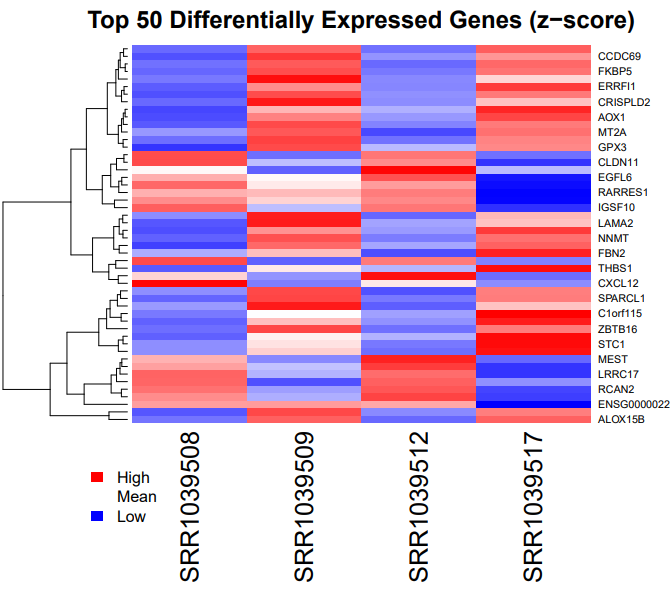 Top 50 Differentially Expressed Genes (z−score)
CCDC69
FKBP5
ERRFI1
CRISPLD2
AOX1
MT2A
GPX3
CLDN11
EGFL6
RARRES1
IGSF10
LAMA2
NNMT
FBN2
THBS1
CXCL12
SPARCL1
C1orf115
ZBTB16
STC1
MEST
LRRC17
RCAN2
ENSG0000022
ALOX15B
SRR1039508
SRR1039509
SRR1039512
SRR1039517
High
Mean
Low